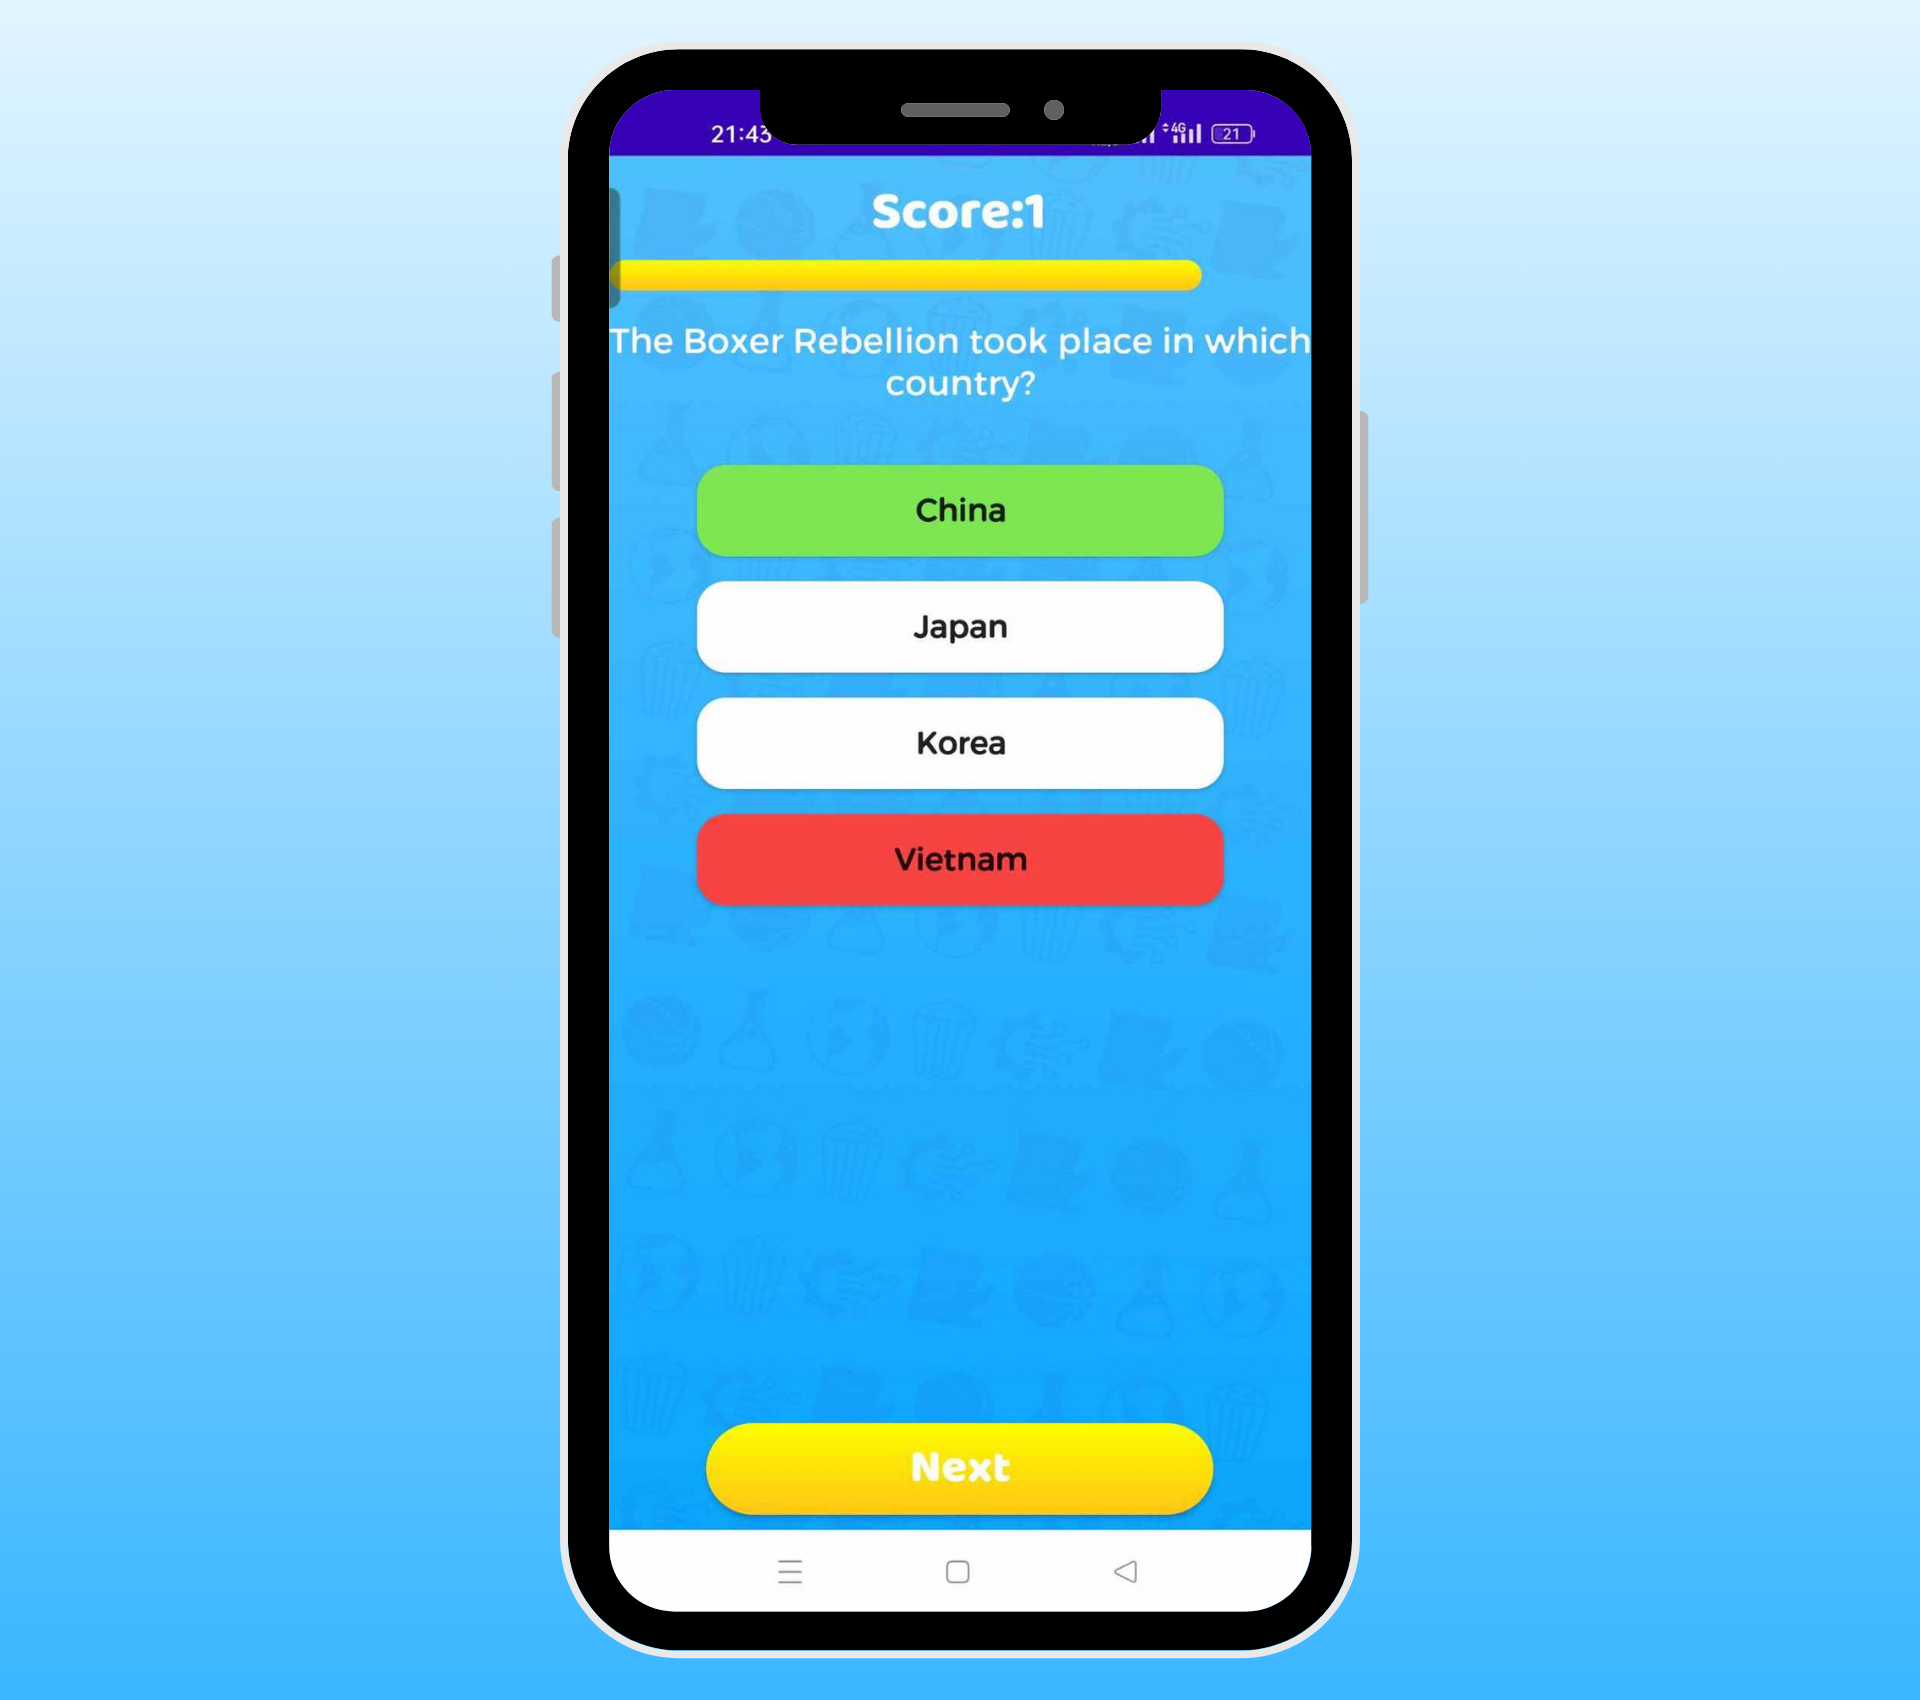 21:43
4G
21
Score:1
The Boxer Rebellion took place in which
country?
China
Japan
Korea
Vietnam
Next